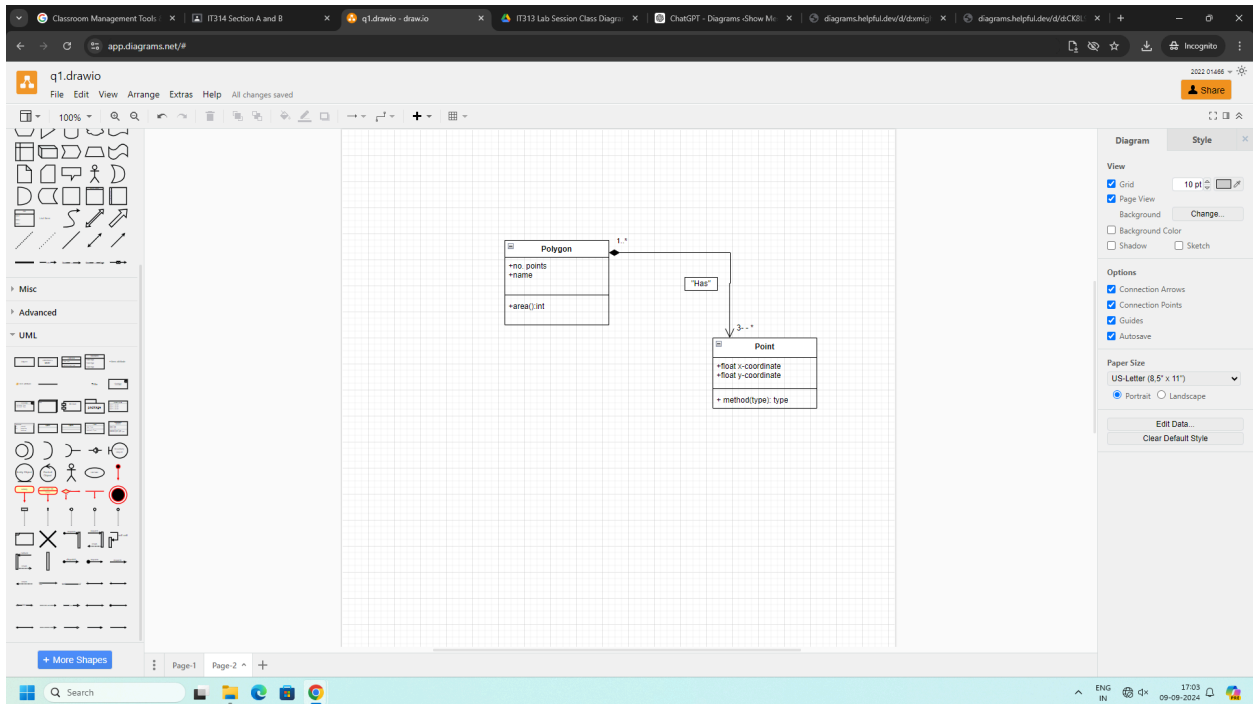 Classroom Management Tools
IT314 Section A and B
q1.drawio - draw.io
IT313 Lab Session Class Diagra
ChatGPT - Diagrams ‹Show Me
diagrams.helpful.dev/d/d:xmig
diagrams.helpful.dev/d/d:CK8U
app.diagrams.net/#
Incognito
q1.drawio
2022 01466
File Edit View Arrange Extras Help All changes saved
Share
100%
Diagram Style
View
Grid 10 pt
Page View
Background Change...
Background Color
Shadow Sketch
Options
Connection Arrows
Connection Points
Guides
Autosave
Paper Size
US-Letter (8,5" x 11")
Portrait Landscape
Edit Data...
Clear Default Style
Misc
Advanced
UML
package
1..*
Polygon
+no. points
+name
+area():int
"Has"
3- - *
Point
+float x-coordinate
+float y-coordinate
+ method(type): type
+ More Shapes
Page-1 Page-2
Search
ENG
IN
17:03
09-09-2024